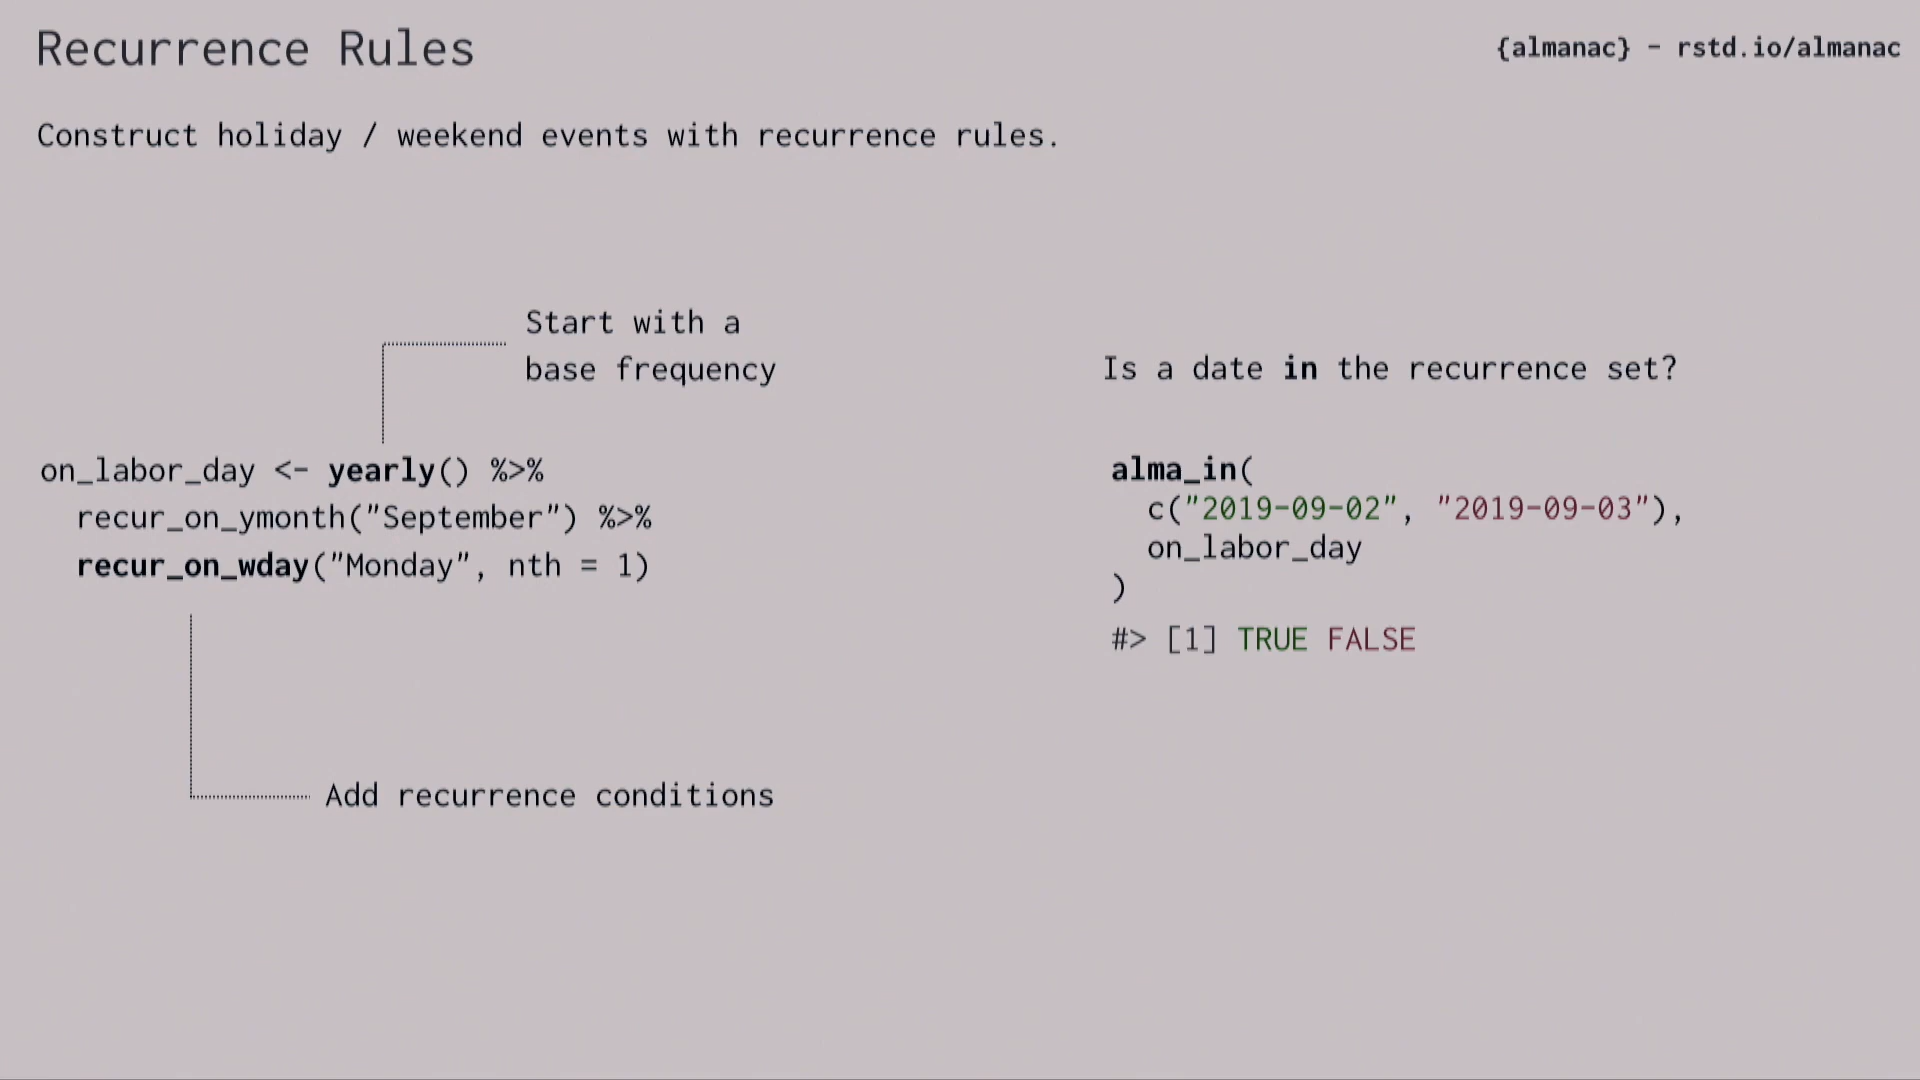 Recurrence Rules
{almanac} - rstd.io/almanac
Construct holiday / weekend events with recurrence rules.
Start with a
base frequency
on_labor_day <- yearly() %>%
  recur_on_ymonth("September") %>%
  recur_on_wday("Monday", nth = 1)
Add recurrence conditions
Is a date in the recurrence set?
alma_in(
  c("2019-09-02", "2019-09-03"),
  on_labor_day
)
#> [1] TRUE FALSE